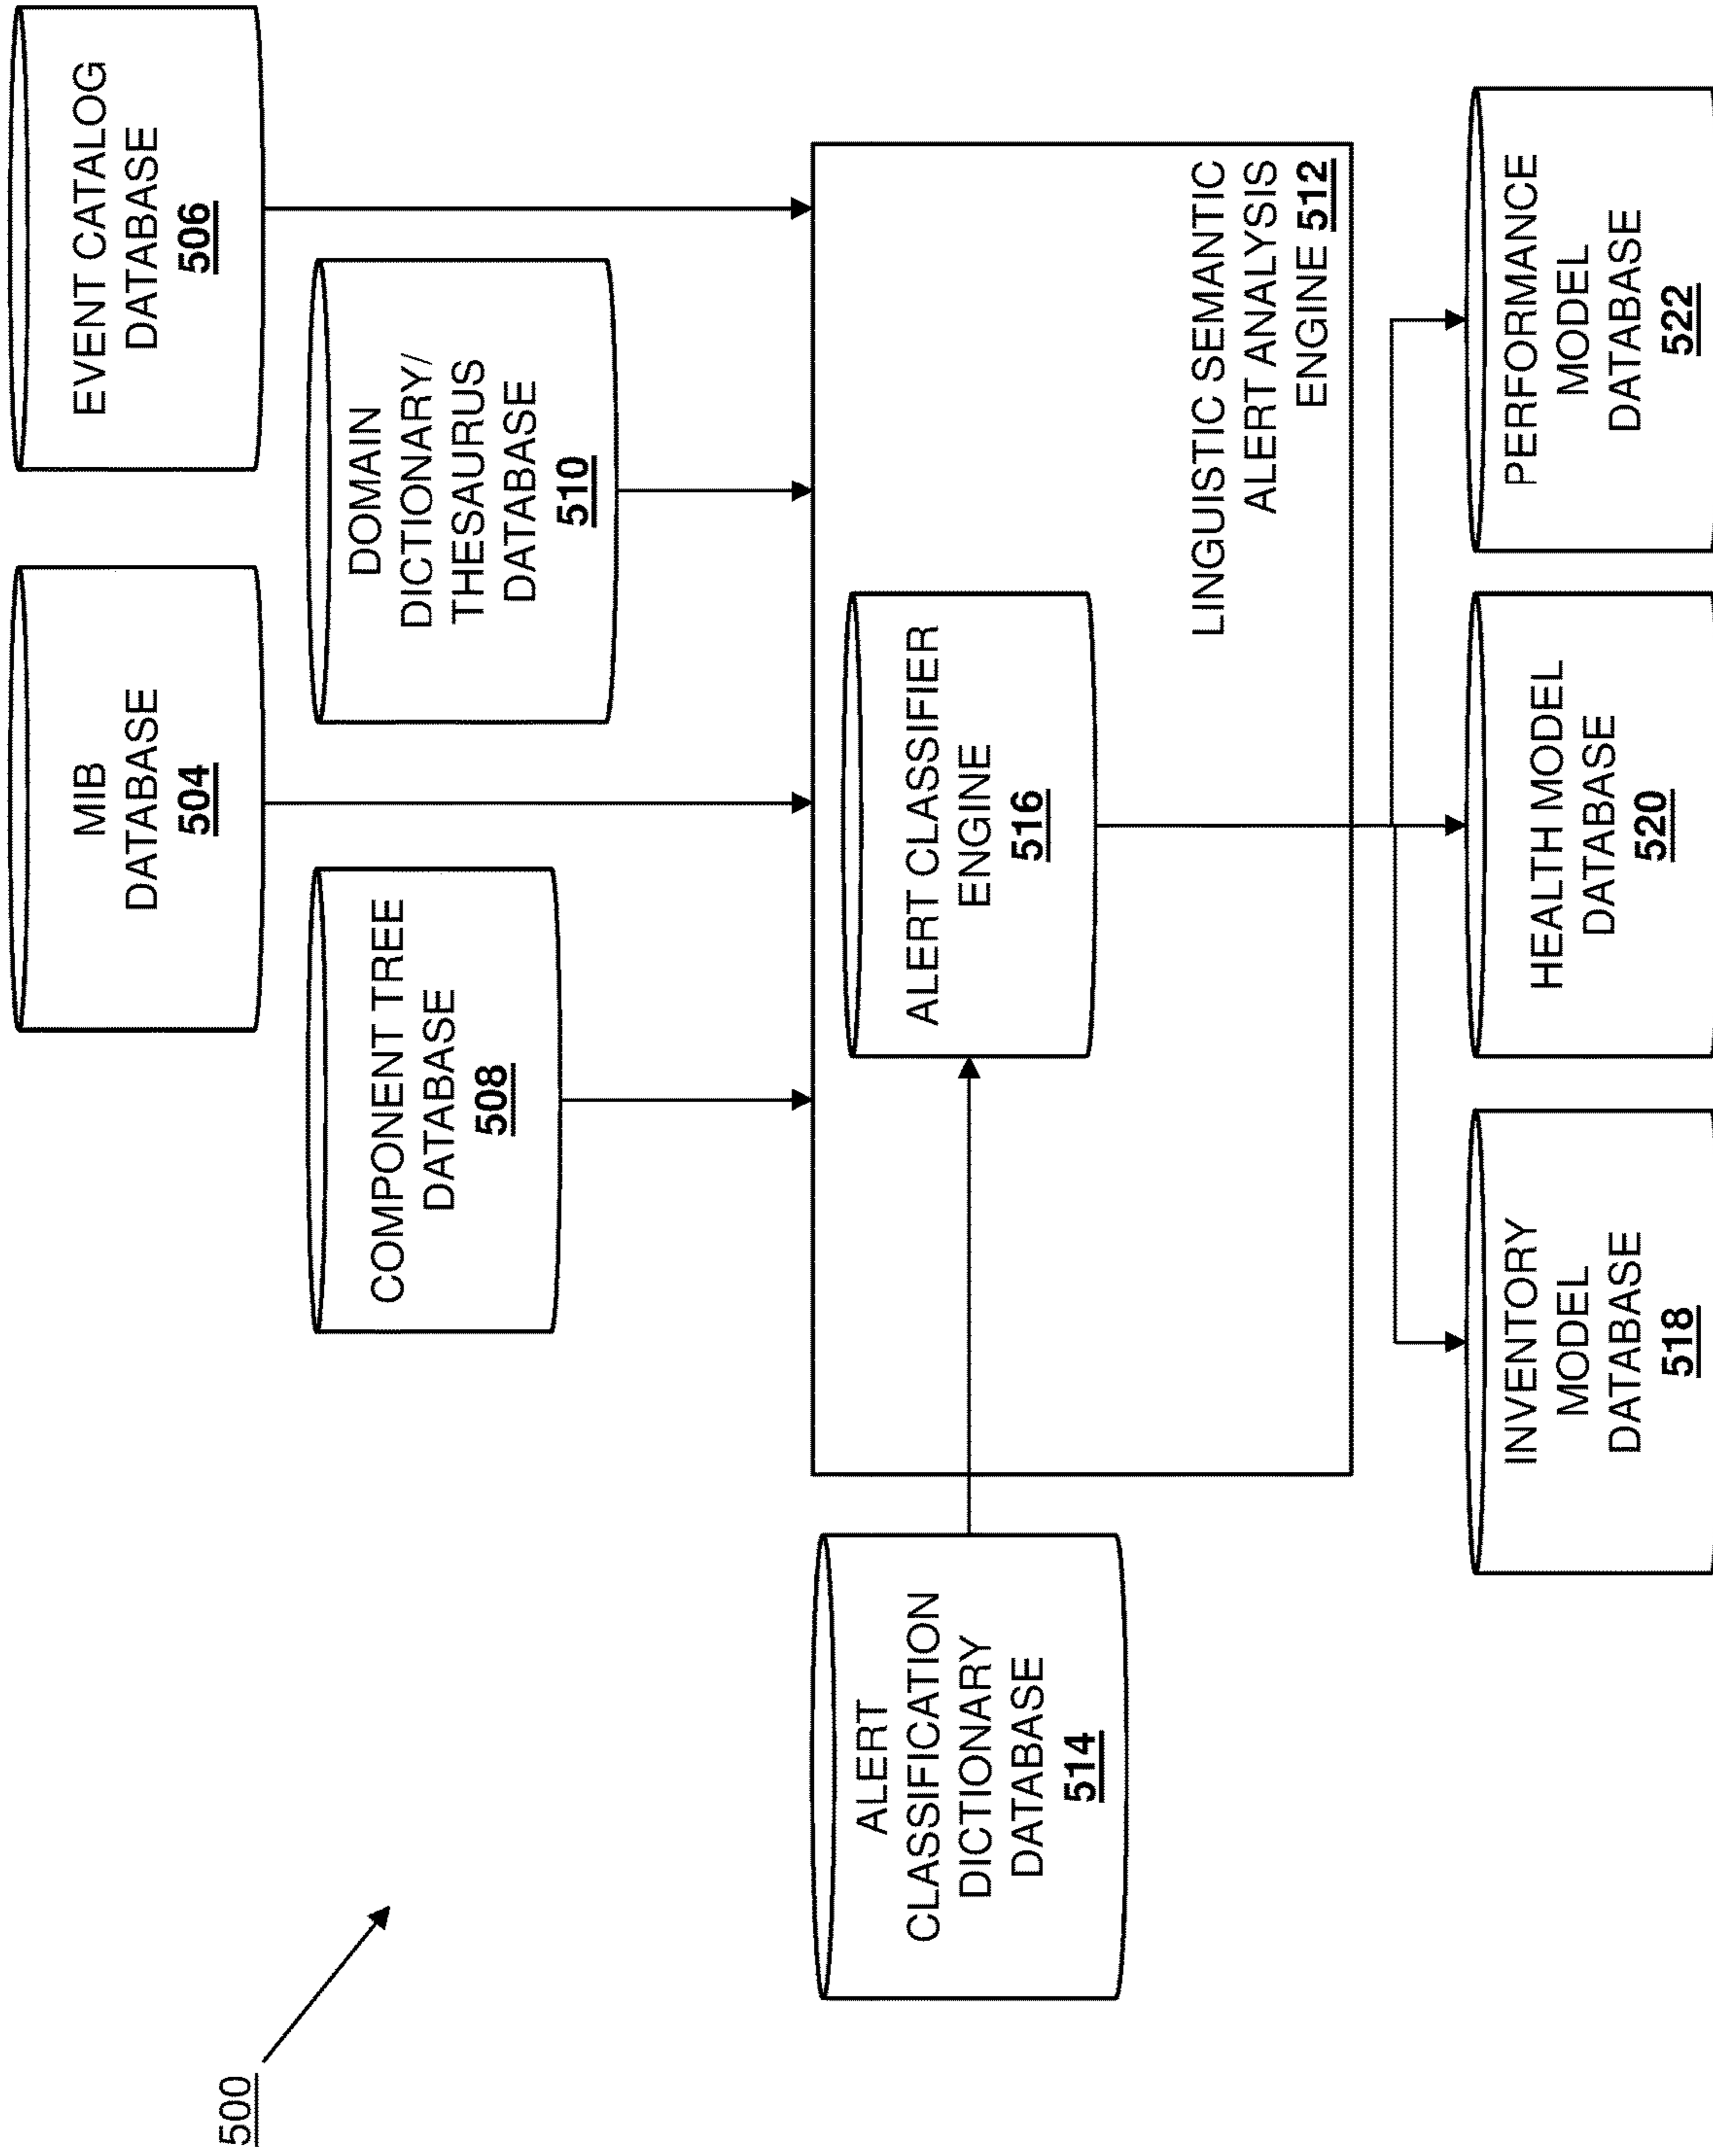 500
MIB
DATABASE
504
EVENT CATALOG
DATABASE
506
COMPONENT TREE
DATABASE
508
DOMAIN
DICTIONARY/
THESAURUS
DATABASE
510
ALERT
CLASSIFICATION
DICTIONARY
DATABASE
514
ALERT CLASSIFIER
ENGINE
516
LINGUISTIC SEMANTIC
ALERT ANALYSIS
ENGINE 512
INVENTORY
MODEL
DATABASE
518
HEALTH MODEL
DATABASE
520
PERFORMANCE
MODEL
DATABASE
522